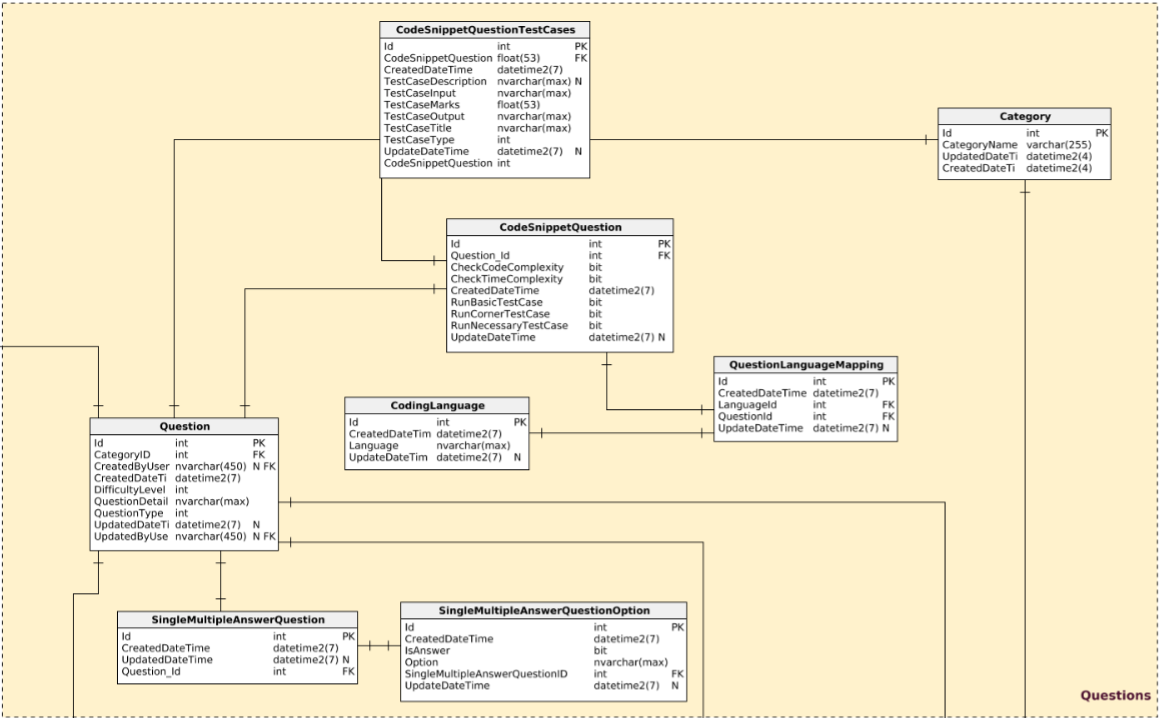 CodeSnippetQuestionTestCases
Id int PK
CodeSnippetQuestion float(53) FK
CreatedDateTime datetime2(7)
TestCaseDescription nvarchar(max) N
TestCaseInput nvarchar(max)
TestCaseMarks float(53)
TestCaseOutput nvarchar(max)
TestCaseTitle nvarchar(max)
TestCaseType int
UpdateDateTime datetime2(7) N
CodeSnippetQuestion int
Category
Id int PK
CategoryName varchar(255)
UpdatedDateTi datetime2(4)
CreatedDateTi datetime2(4)
CodeSnippetQuestion
Id int PK
Question_Id int FK
CheckCodeComplexity bit
CheckTimeComplexity bit
CreatedDateTime datetime2(7)
RunBasicTestCase bit
RunCornerTestCase bit
RunNecessaryTestCase bit
UpdateDateTime datetime2(7) N
QuestionLanguageMapping
Id int PK
CreatedDateTime datetime2(7)
LanguageId int FK
QuestionId int FK
UpdateDateTime datetime2(7) N
CodingLanguage
Id int PK
CreatedDateTim datetime2(7)
Language nvarchar(max)
UpdateDateTim datetime2(7) N
Question
Id int PK
CategoryID int FK
CreatedByUser nvarchar(450) N FK
CreatedDateTi datetime2(7)
DifficultyLevel int
QuestionDetail nvarchar(max)
QuestionType int
UpdatedDateTi datetime2(7) N
UpdatedByUse nvarchar(450) N FK
SingleMultipleAnswerQuestion
Id int PK
CreatedDateTime datetime2(7)
UpdatedDateTime datetime2(7) N
Question_Id int FK
SingleMultipleAnswerQuestionOption
Id int PK
CreatedDateTime datetime2(7)
IsAnswer bit
Option nvarchar(max)
SingleMultipleAnswerQuestionID int FK
UpdateDateTime datetime2(7) N
Questions